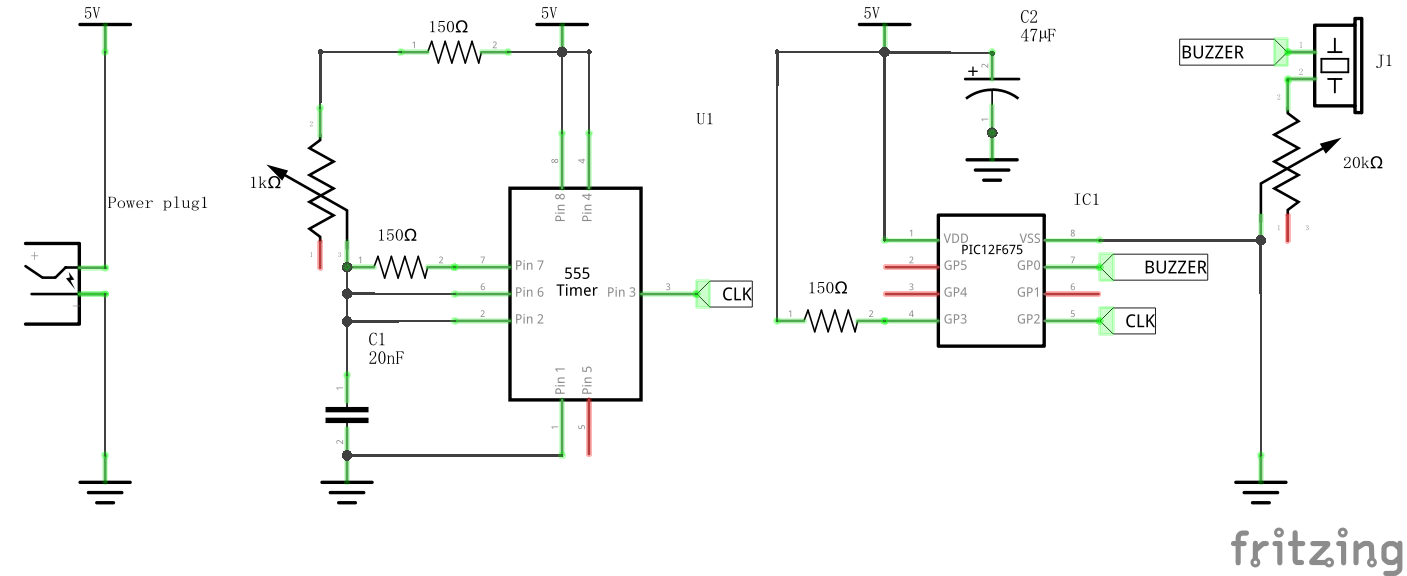 5V
Power plug1
+
-
150Ω
1
2
5V
2
1kΩ
1
3
150Ω
1
2
7
6
2
8
4
Pin 8
Pin 4
Pin 7
Pin 6
Pin 2
555
Timer
Pin 3
3
CLK
Pin 1
Pin 5
1
5
C1
20nF
1
2
U1
5V
C2
47μF
+
2
1
IC1
PIC12F675
1
VDD
2
GP5
3
GP4
4
GP3
VSS
8
GP0
7
GP1
6
GP2
5
150Ω
1
2
BUZZER
CLK
BUZZER
1
2
J1
2
20kΩ
1
3
fritzing